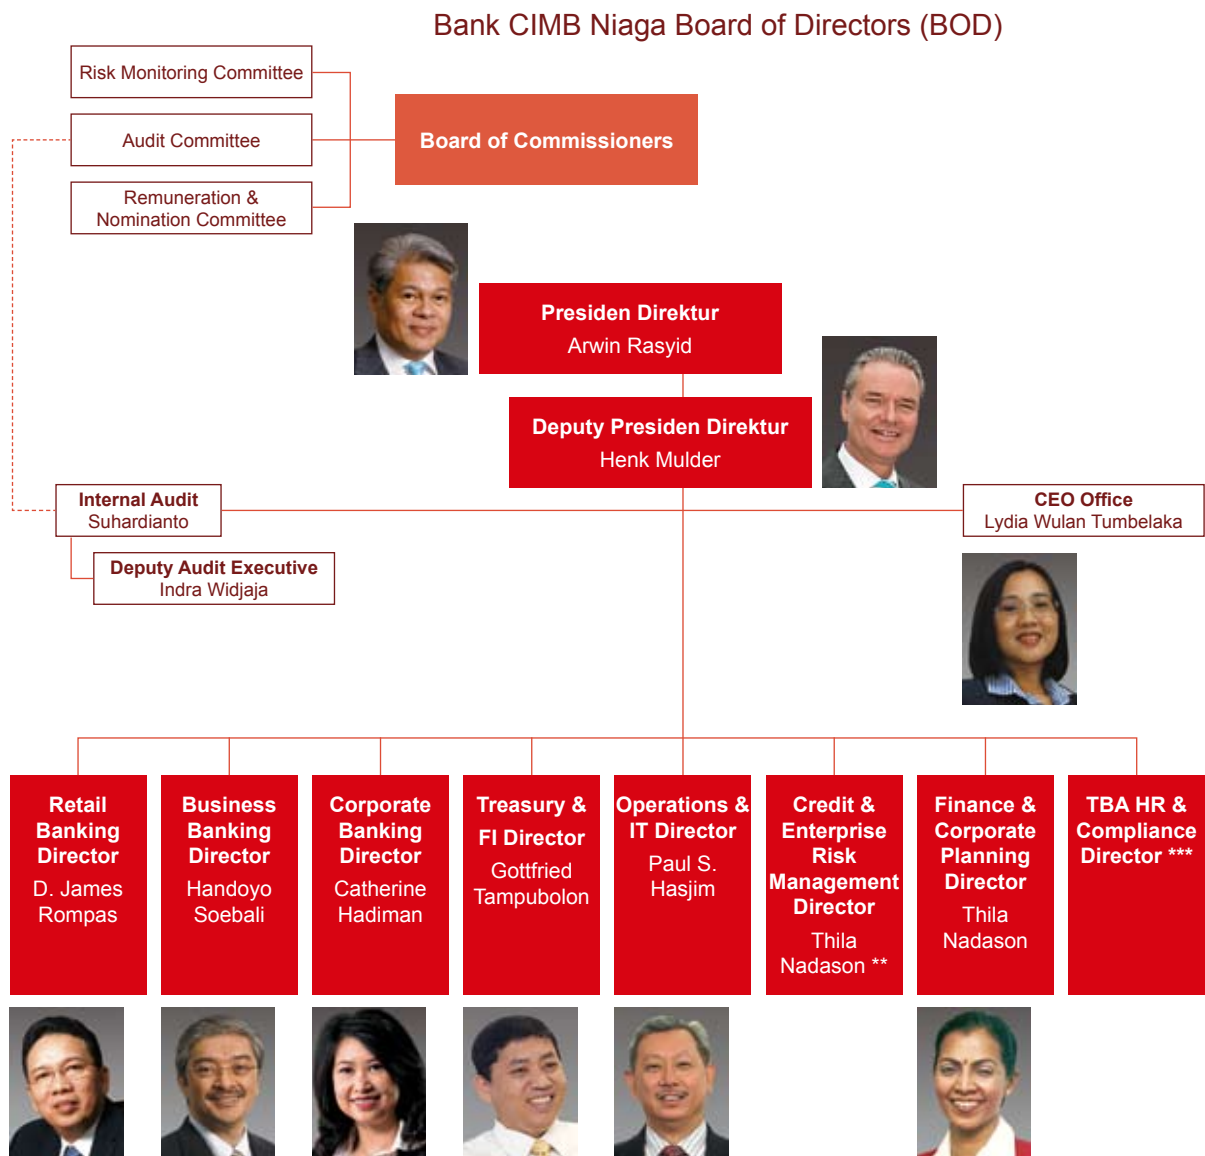 Bank CIMB Niaga Board of Directors (BOD)
Risk Monitoring Committee
Audit Committee
Remuneration &
Nomination Committee
Board of Commissioners
Presiden Direktur
Arwin Rasyid
Deputy Presiden Direktur
Henk Mulder
Internal Audit
Suhardianto
Deputy Audit Executive
Indra Widjaja
CEO Office
Lydia Wulan Tumbelaka
Retail
Banking
Director
D. James
Rompas
Business
Banking
Director
Handoyo
Soebali
Corporate
Banking
Director
Catherine
Hadiman
Treasury &
FI Director
Gottfried
Tampubolon
Operations &
IT Director
Paul S.
Hasjim
Credit &
Enterprise
Risk
Management
Director
Thila
Nadason **
Finance &
Corporate
Planning
Director
Thila
Nadason
TBA HR &
Compliance
Director ***